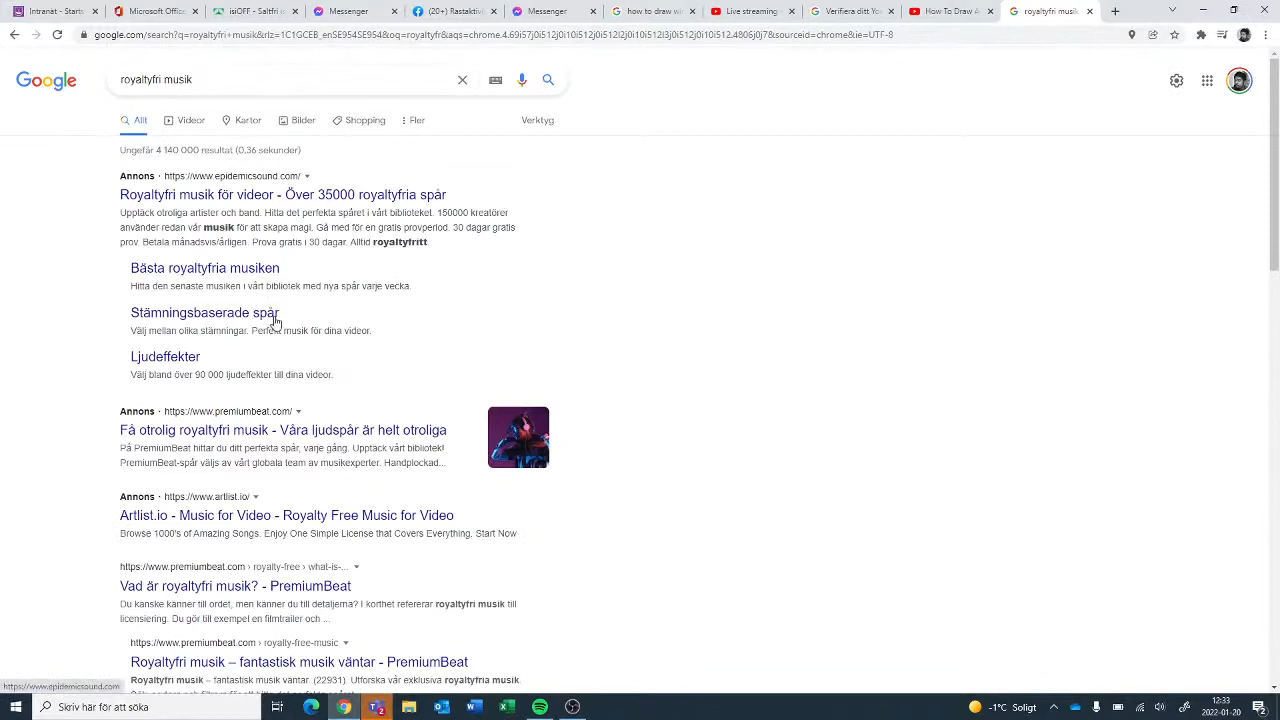 Intranet - Starts
Microsoft Office
isiOFF - Saltfri is
Messenger
(20+) Rastaktivi
Messenger
how to draw wi
Live streaming
Verifiera ditt Yo
How To Draw A
royaltyfri musik
google.com/search?q=royaltyfri+musik&rlz=1C1GCEB_enSE954SE954&oq=royaltyfr&aqs=chrome.4.69i57j0i512j0i10i512j0i512l2j0i10i512l3j0i512j0i10i512.4806j0j7&sourceid=chrome&ie=UTF-8
Google
royaltyfri musik
Allt
Videor
Kartor
Bilder
Shopping
Fler
Verktyg
Ungefär 4 140 000 resultat (0,36 sekunder)
Annons · https://www.epidemicsound.com/
Royaltyfri musik för videor - Över 35000 royaltyfria spår
Upptäck otroliga artister och band. Hitta det perfekta spåret i vårt biblioteket. 150000 kreatörer
använder redan vår musik för att skapa magi. Gå med för en gratis provperiod. 30 dagar gratis
prov. Betala månadsvis/årligen. Prova gratis i 30 dagar. Alltid royaltyfritt.
Bästa royaltyfria musiken
Hitta den senaste musiken i vårt bibliotek med nya spår varje vecka.
Stämningsbaserade spår
Välj mellan olika stämningar. Perfekt musik för dina videor.
Ljudeffekter
Välj bland över 90 000 ljudeffekter till dina videor.
Annons · https://www.premiumbeat.com/
Få otrolig royaltyfri musik - Våra ljudspår är helt otroliga
På PremiumBeat hittar du ditt perfekta spår, varje gång. Upptäck vårt bibliotek!
PremiumBeat-spår väljs av vårt globala team av musikexperter. Handplockad...
Annons · https://www.artlist.io/
Artlist.io - Music for Video - Royalty Free Music for Video
Browse 1000's of Amazing Songs. Enjoy One Simple License that Covers Everything. Start Now
https://www.premiumbeat.com › royalty-free › what-is-...
Vad är royaltyfri musik? - PremiumBeat
Du kanske känner till ordet, men känner du till detaljerna? I korthet refererar royaltyfri musik till
licensiering. Du gör till exempel en filmtrailer och ...
https://www.premiumbeat.com › royalty-free-music
Royaltyfri musik – fantastisk musik väntar - PremiumBeat
Royaltyfri musik – fantastisk musik väntar. (22931). Utforska vår exklusiva royaltyfria musik.
https://www.epidemicsound.com
Skriv här för att söka
2
-1°C Soligt
12:33
2022-01-20
2